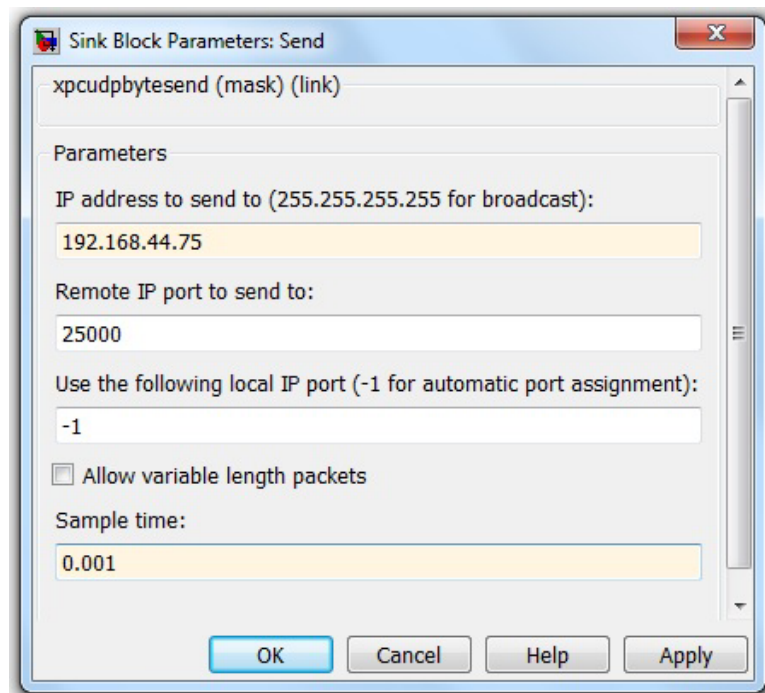 Sink Block Parameters: Send
xpcudpbytesend (mask) (link)
Parameters
IP address to send to (255.255.255.255 for broadcast):
192.168.44.75
Remote IP port to send to:
25000
Use the following local IP port (-1 for automatic port assignment):
-1
Allow variable length packets
Sample time:
0.001
OK Cancel Help Apply